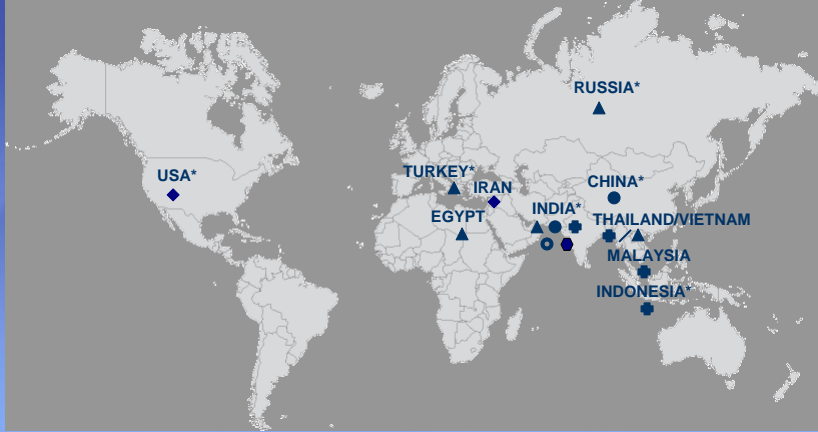 RUSSIA*
USA*
TURKEY*
IRAN
CHINA*
EGYPT
INDIA*
THAILAND/VIETNAM
MALAYSIA
INDONESIA*